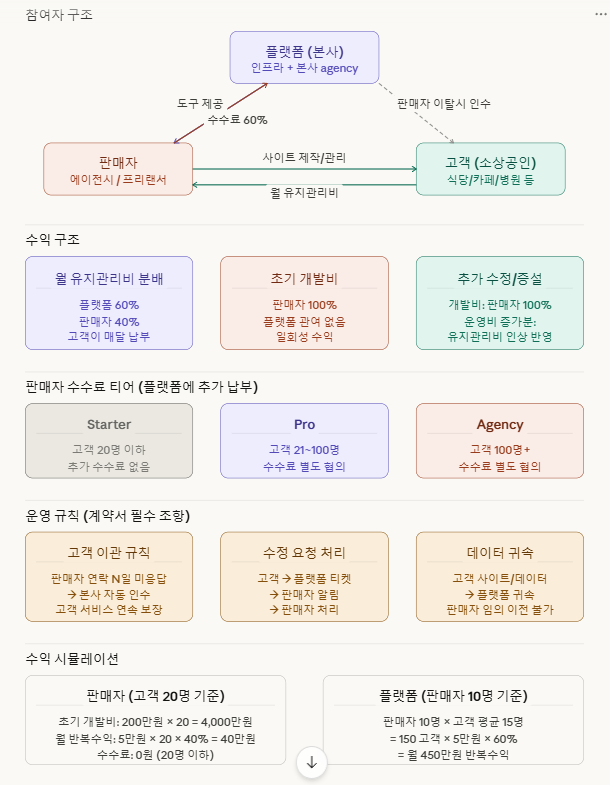 참여자 구조
플랫폼 (본사)
인프라 + 본사 agency
도구 제공
수수료 60%
판매자 이탈시 인수
판매자
에이전시 / 프리랜서
사이트 제작/관리
월 유지관리비
고객 (소상공인)
식당/카페/병원 등
수익 구조
월 유지관리비 분배
플랫폼 60%
판매자 40%
고객이 매달 납부
초기 개발비
판매자 100%
플랫폼 관여 없음
일회성 수익
추가 수정/증설
개발비: 판매자 100%
운영비 증가분:
유지관리비 인상 반영
판매자 수수료 티어 (플랫폼에 추가 납부)
Starter
고객 20명 이하
추가 수수료 없음
Pro
고객 21~100명
수수료 별도 협의
Agency
고객 100명+
수수료 별도 협의
운영 규칙 (계약서 필수 조항)
고객 이관 규칙
판매자 연락 N일 미응답
→ 본사 자동 인수
고객 서비스 연속 보장
수정 요청 처리
고객 → 플랫폼 티켓
→ 판매자 알림
→ 판매자 처리
데이터 귀속
고객 사이트/데이터
→ 플랫폼 귀속
판매자 임의 이전 불가
수익 시뮬레이션
판매자 (고객 20명 기준)
초기 개발비: 200만원 × 20 = 4,000만원
월 반복수익: 5만원 × 20 × 40% = 40만원
수수료: 0원 (20명 이하)
플랫폼 (판매자 10명 기준)
판매자 10명 × 고객 평균 15명
= 150 고객 × 5만원 × 60%
= 월 450만원 반복수익